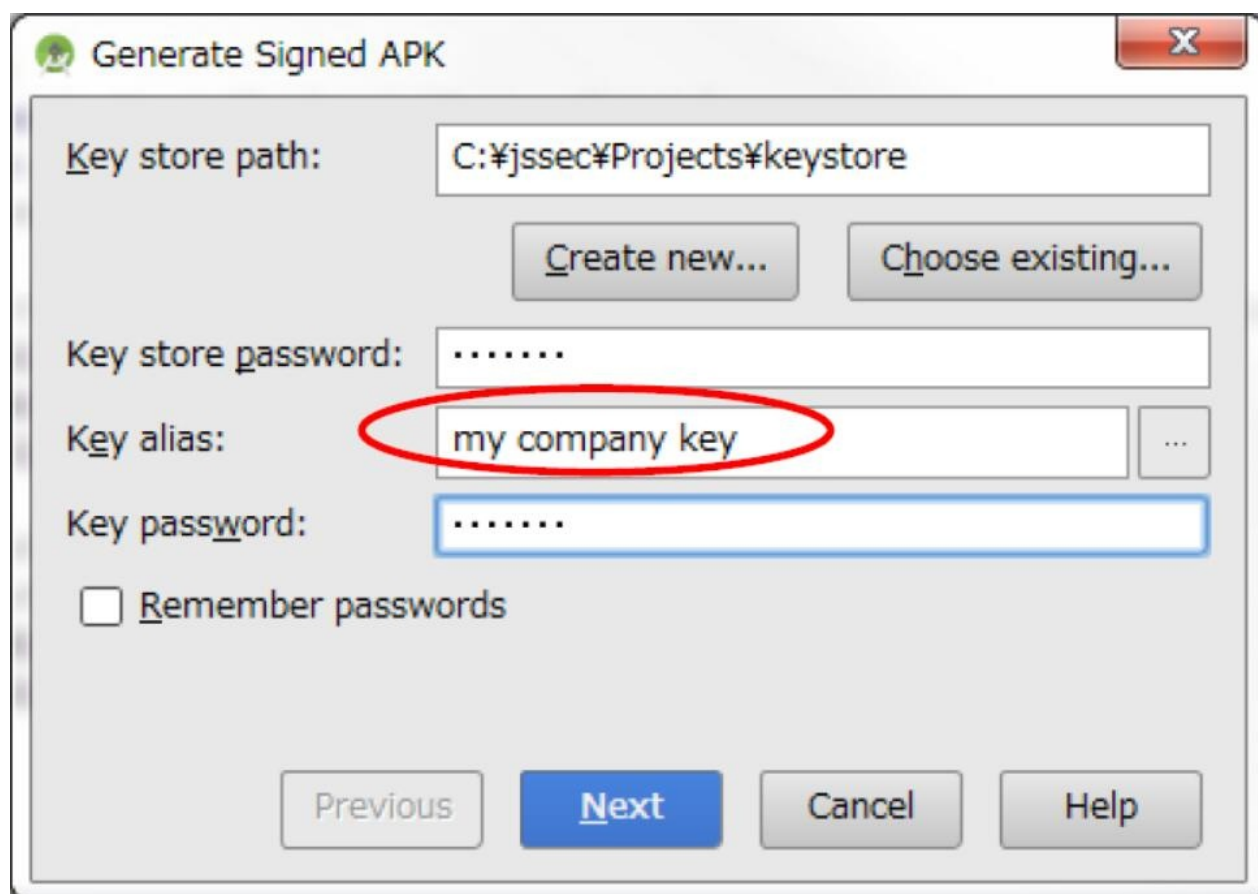 Generate Signed APK
Key store path: C:¥jssec¥Projects¥keystore
Create new... Choose existing...
Key store password: ·······
Key alias: my company key ...
Key password: ·······
Remember passwords
Previous Next Cancel Help